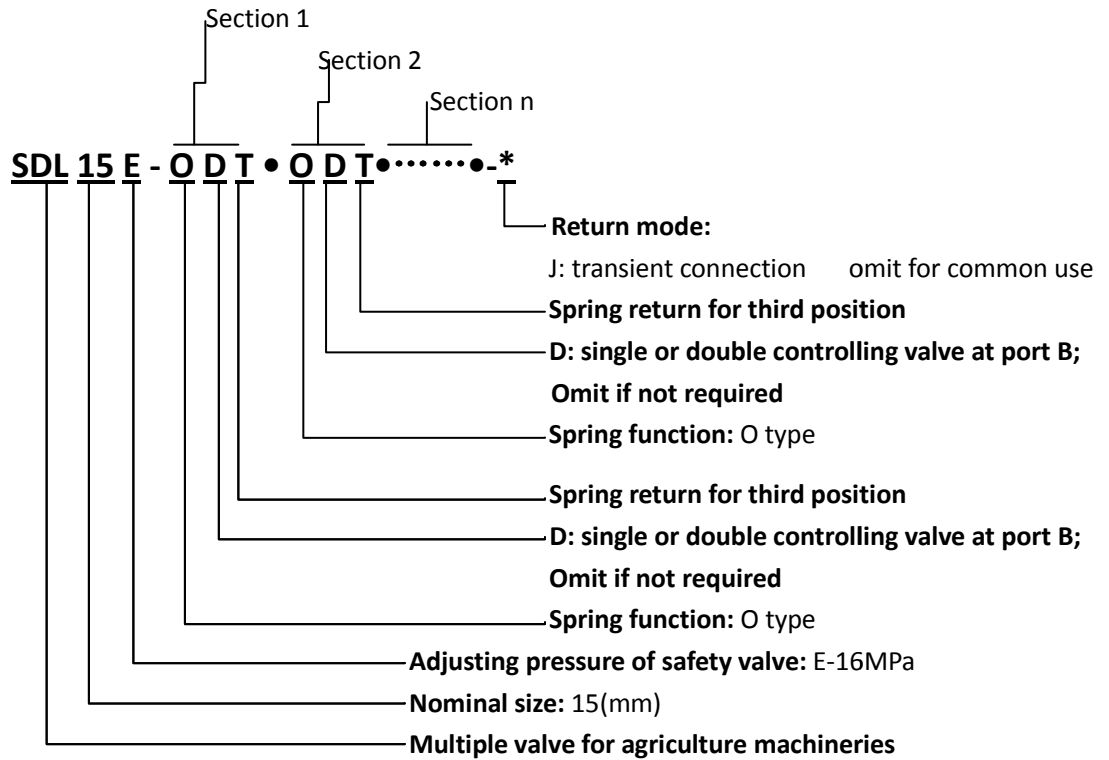 Section 1
Section 2
Section n
SDL 15 E - O D T • O D T••••••••-*
Return mode:
J: transient connection omit for common use
Spring return for third position
D: single or double controlling valve at port B;
Omit if not required
Spring function: O type
Spring return for third position
D: single or double controlling valve at port B;
Omit if not required
Spring function: O type
Adjusting pressure of safety valve: E-16MPa
Nominal size: 15(mm)
Multiple valve for agriculture machineries